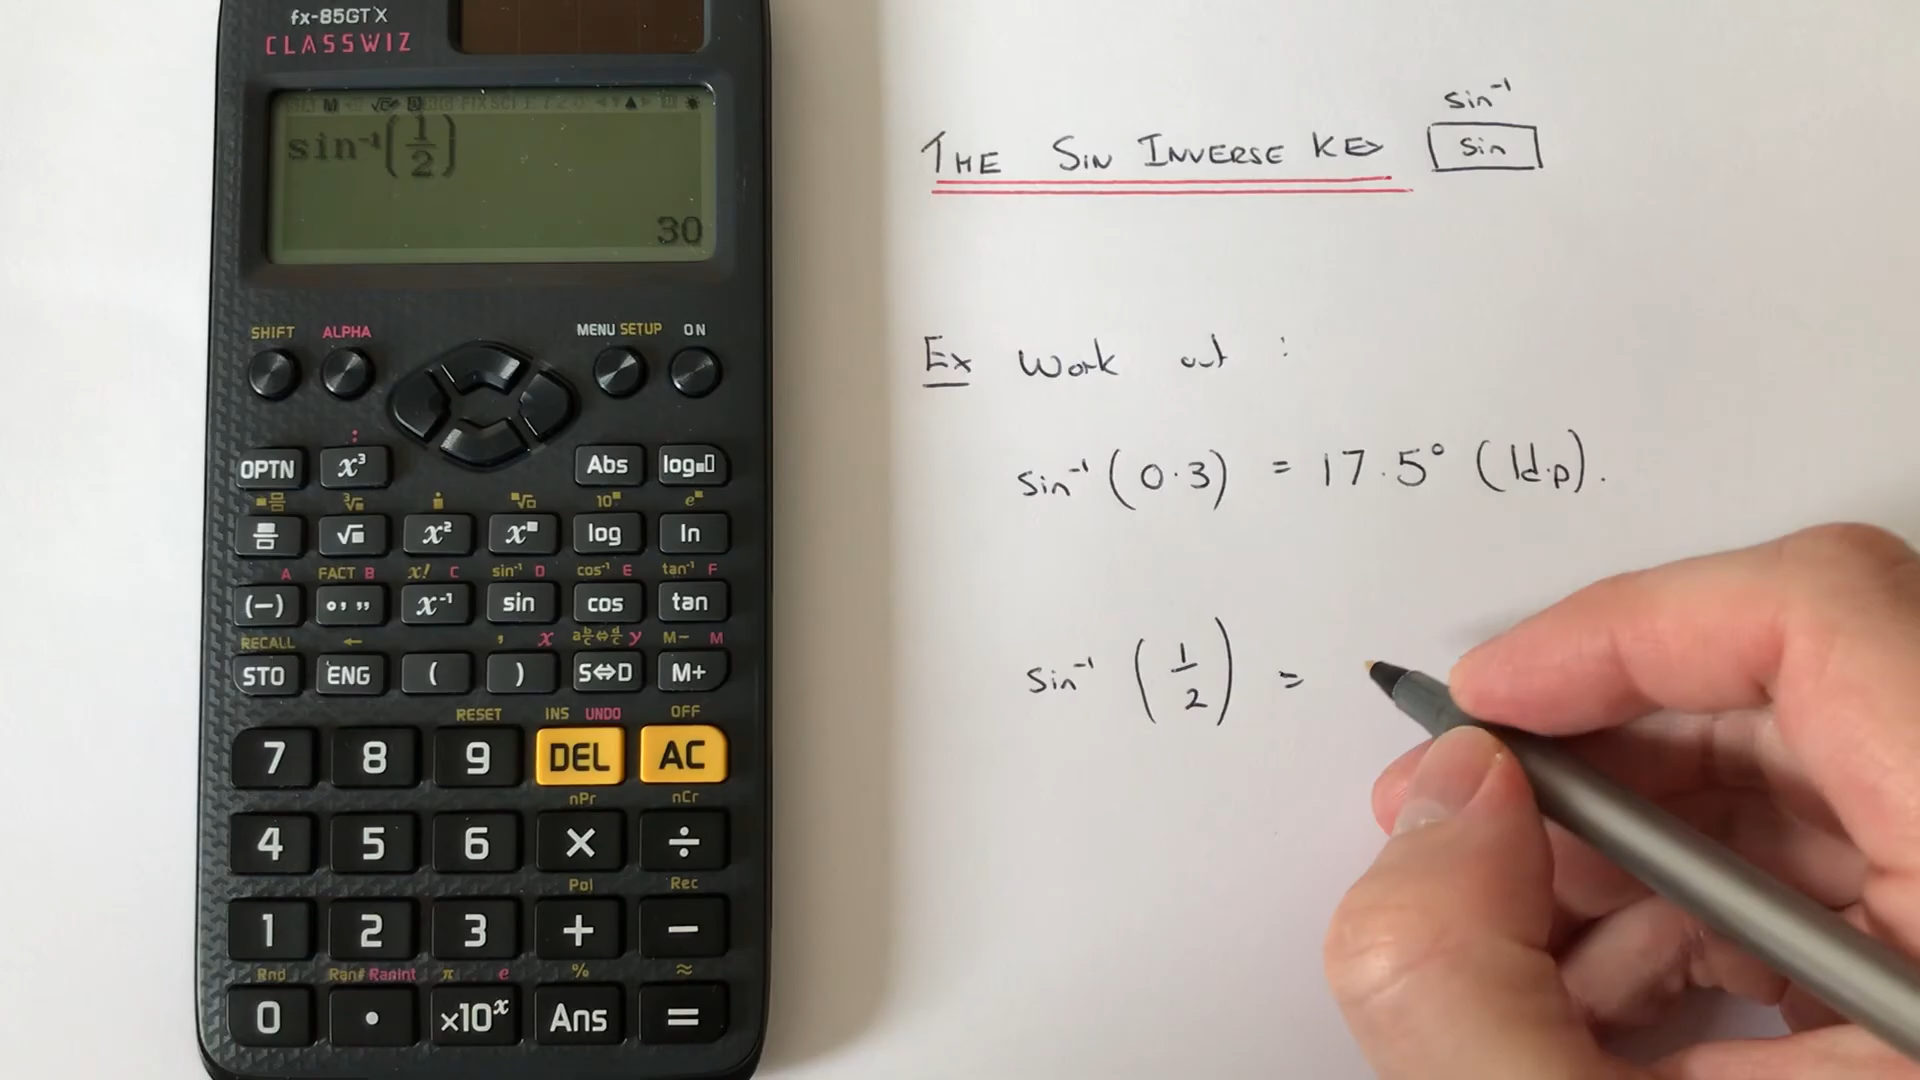 fx-85GT X
CLASSWIZ
sin⁻¹(1/2)
30
SHIFT ALPHA MENU SETUP ON
:
OPTN x³ Abs log
³√ 10 e
√ x² x log ln
A FACT B x! C sin⁻¹ D cos⁻¹ E tan⁻¹ F
(−) ° ' '' x⁻¹ sin cos tan
RECALL ← , x a b/c⇔d/c y M− M
STO ENG ( ) S⇔D M+
RESET INS UNDO OFF
7 8 9 DEL AC
nPr nCr
4 5 6 × ÷
Pol Rec
1 2 3 + −
Rnd Ran# RanInt π e % ≈
0 • ×10ˣ Ans =
sin⁻¹
THE SIN INVERSE KEY sin
Ex Work out :
sin⁻¹ (0·3) = 17.5° (1d.p).
sin⁻¹ (1/2) =